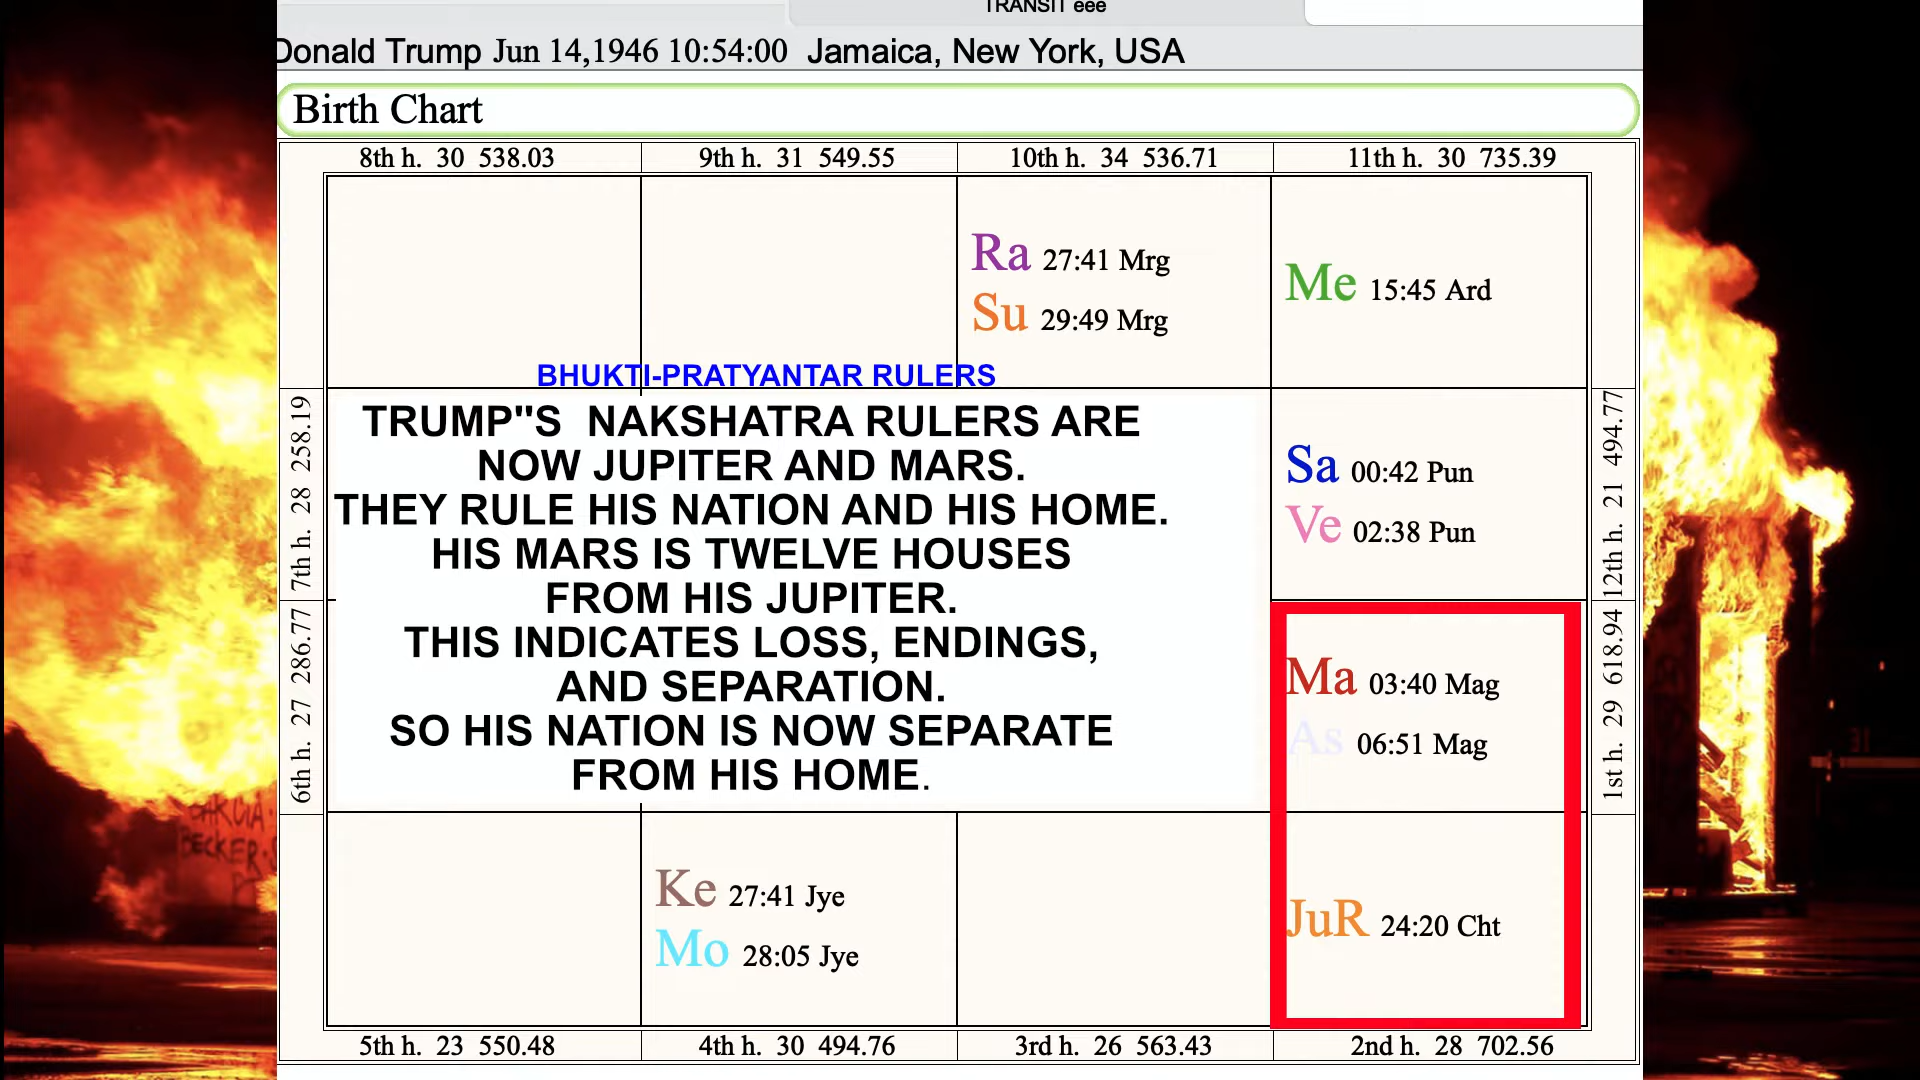 TRANSIT eee
Donald Trump Jun 14,1946 10:54:00 Jamaica, New York, USA
Birth Chart
8th h. 30 538.03
9th h. 31 549.55
10th h. 34 536.71
11th h. 30 735.39
Ra 27:41 Mrg
Su 29:49 Mrg
Me 15:45 Ard
BHUKTI-PRATYANTAR RULERS
7th h. 28 258.19
TRUMP"S NAKSHATRA RULERS ARE
NOW JUPITER AND MARS.
THEY RULE HIS NATION AND HIS HOME.
HIS MARS IS TWELVE HOUSES
FROM HIS JUPITER.
THIS INDICATES LOSS, ENDINGS,
AND SEPARATION.
SO HIS NATION IS NOW SEPARATE
FROM HIS HOME.
Sa 00:42 Pun
Ve 02:38 Pun
12th h. 21 494.77
6th h. 27 286.77
Ma 03:40 Mag
As 06:51 Mag
1st h. 29 618.94
Ke 27:41 Jye
Mo 28:05 Jye
JuR 24:20 Cht
5th h. 23 550.48
4th h. 30 494.76
3rd h. 26 563.43
2nd h. 28 702.56